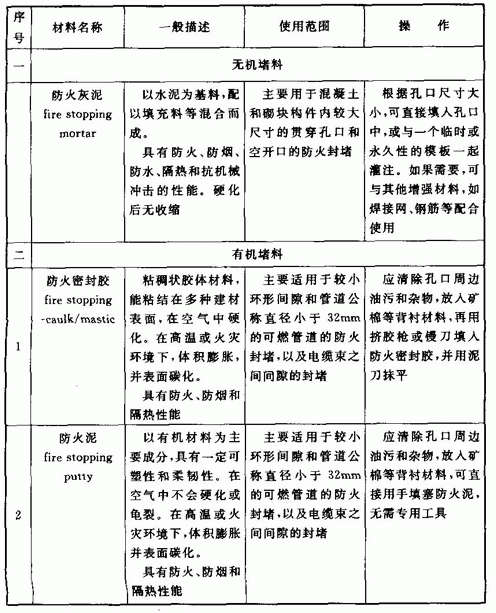 序号
材料名称
一般描述
使用范围
操 作
一
无机堵料
防火灰泥
fire stopping
mortar
以水泥为基料,配
以填充料等混合而
成。
具有防火、防烟、
防水、隔热和抗机械
冲击的性能。硬化
后无收缩
主要用于混凝土
和砌块构件内较大
尺寸的贯穿孔口和
空开口的防火封堵
根据孔口尺寸大
小,可直接填入孔口
中,或与一个临时或
永久性的模板一起
灌注。如果需要,可
与其他增强材料,如
焊接网、钢筋等配合
使用
二
有机堵料
1
防火密封胶
fire stopping
-caulk/mastic
粘稠状胶体材料,
能粘结在多种建材
表面,在空气中硬
化。在高温或火灾
环境下,体积膨胀,
并表面碳化。
具有防火、防烟和
隔热性能
主要适用于较小
环形间隙和管道公
称直径小于 32mm
的可燃管道的防火
封堵,以及电缆束之
间间隙的封堵
应清除孔口周边
油污和杂物,放入矿
棉等背衬材料,再用
挤胶枪或镘刀填入
防火密封胶,并用泥
刀抹平
2
防火泥
fire stopping
putty
以有机材料为主
要成分,具有一定可
塑性和柔韧性。在
空气中不会硬化或
龟裂。在高温或火
灾环境下,体积膨胀
并表面碳化。
具有防火、防烟和
隔热性能
主要适用于较小
环形间隙和管道公
称直径小于 32mm
的可燃管道的防火
封堵,以及电缆束之
间间隙的封堵
应清除孔口周边
油污和杂物,放入矿
棉等背衬材料,可直
接用手填塞防火泥,
无需专用工具